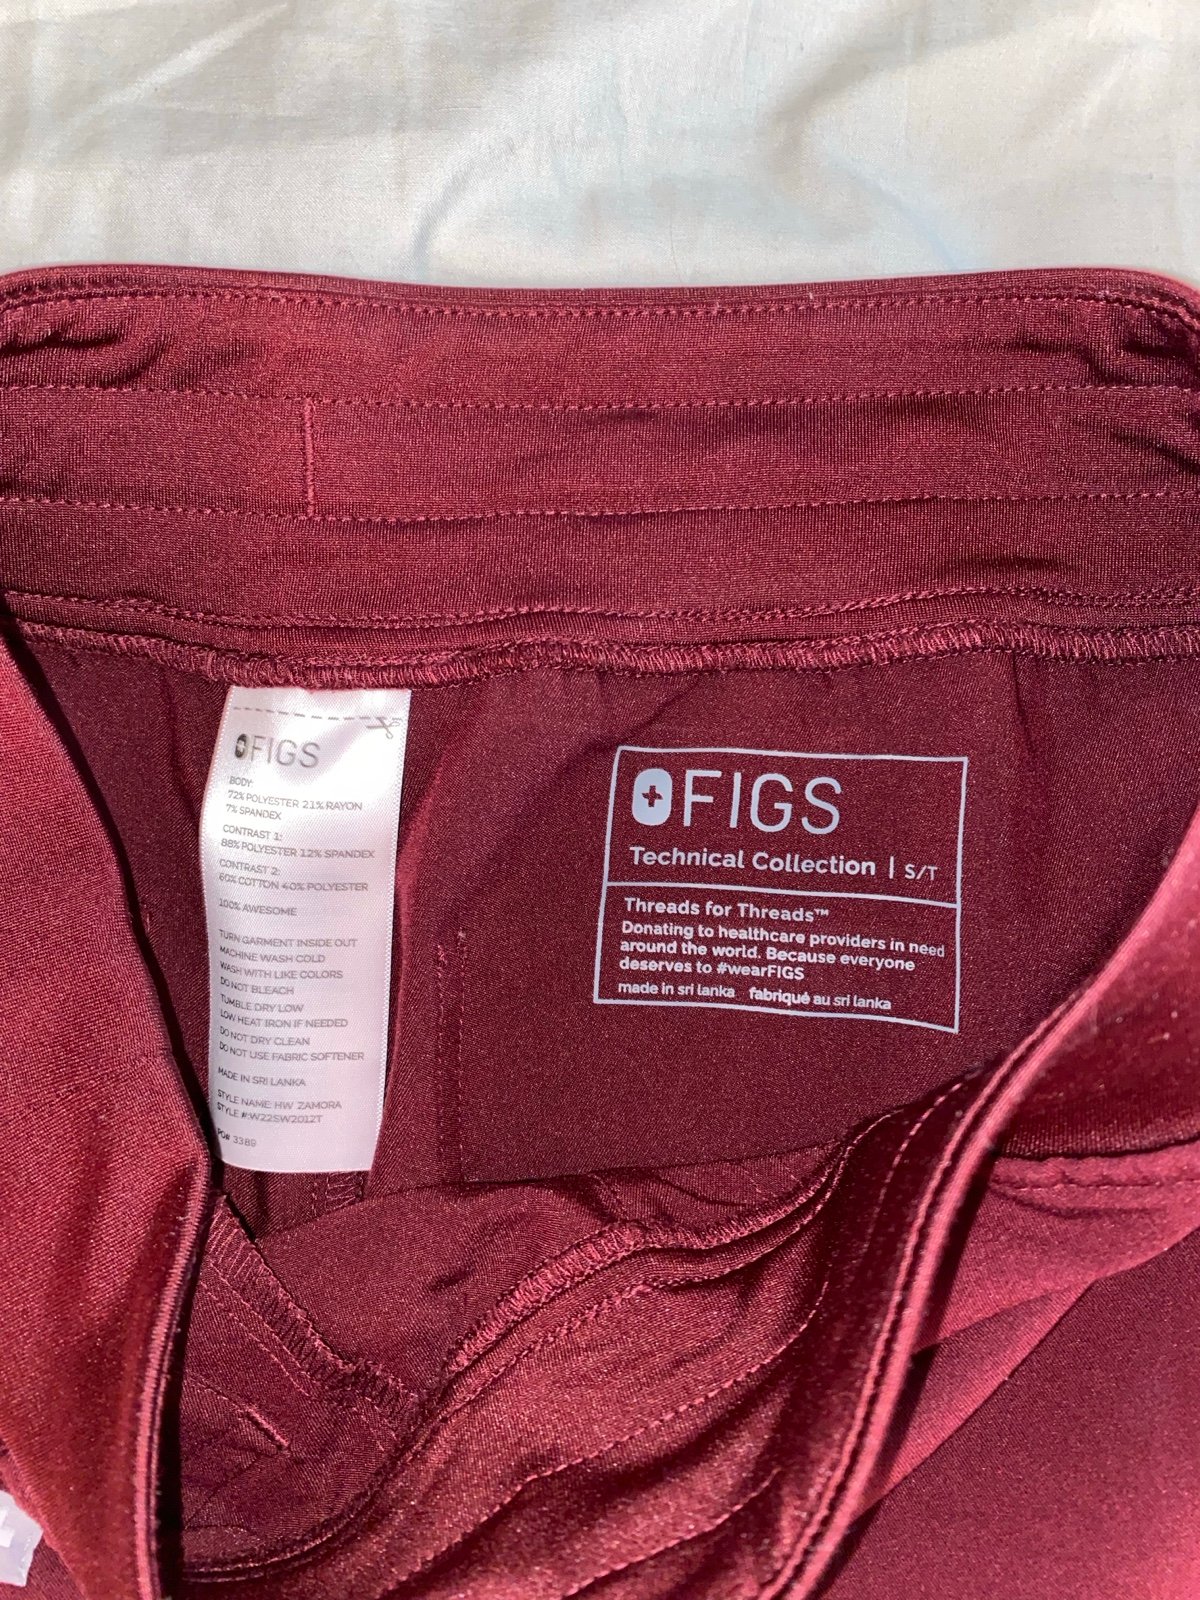 FIGS
BODY:
72% POLYESTER 21% RAYON
7% SPANDEX
CONTRAST 1:
88% POLYESTER 12% SPANDEX
CONTRAST 2:
60% COTTON 40% POLYESTER
100% AWESOME
TURN GARMENT INSIDE OUT
MACHINE WASH COLD
WASH WITH LIKE COLORS
DO NOT BLEACH
TUMBLE DRY LOW
LOW HEAT IRON IF NEEDED
DO NOT DRY CLEAN
DO NOT USE FABRIC SOFTENER
MADE IN SRI LANKA
STYLE NAME: HW ZAMORA
STYLE #:W22SW2012T
PO# 3389
FIGS
Technical Collection | S/T
Threads for Threads™
Donating to healthcare providers in need
around the world. Because everyone
deserves to #wearFIGS
made in sri lanka fabriqué au sri lanka